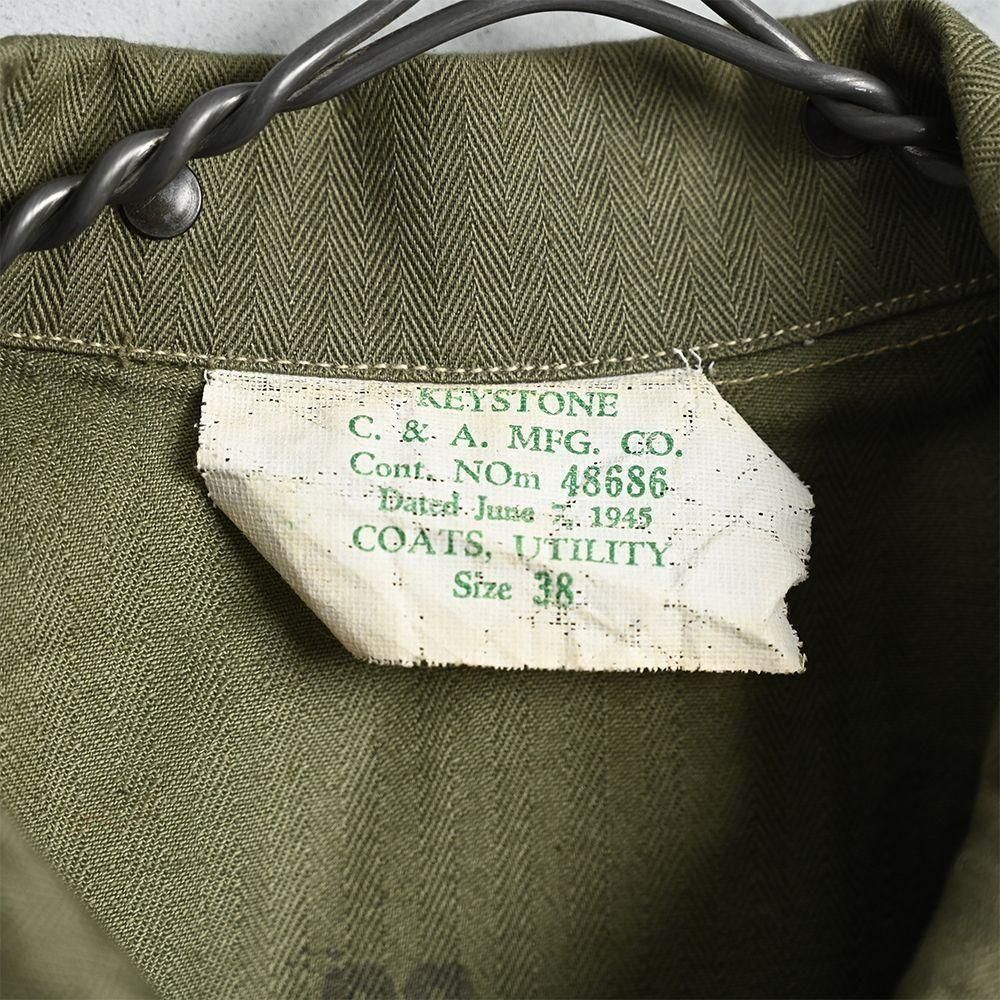 KEYSTONE
C. & A. MFG. CO.
Cont. NOm 48686
Dated June 7, 1945
COATS, UTILITY
Size 38